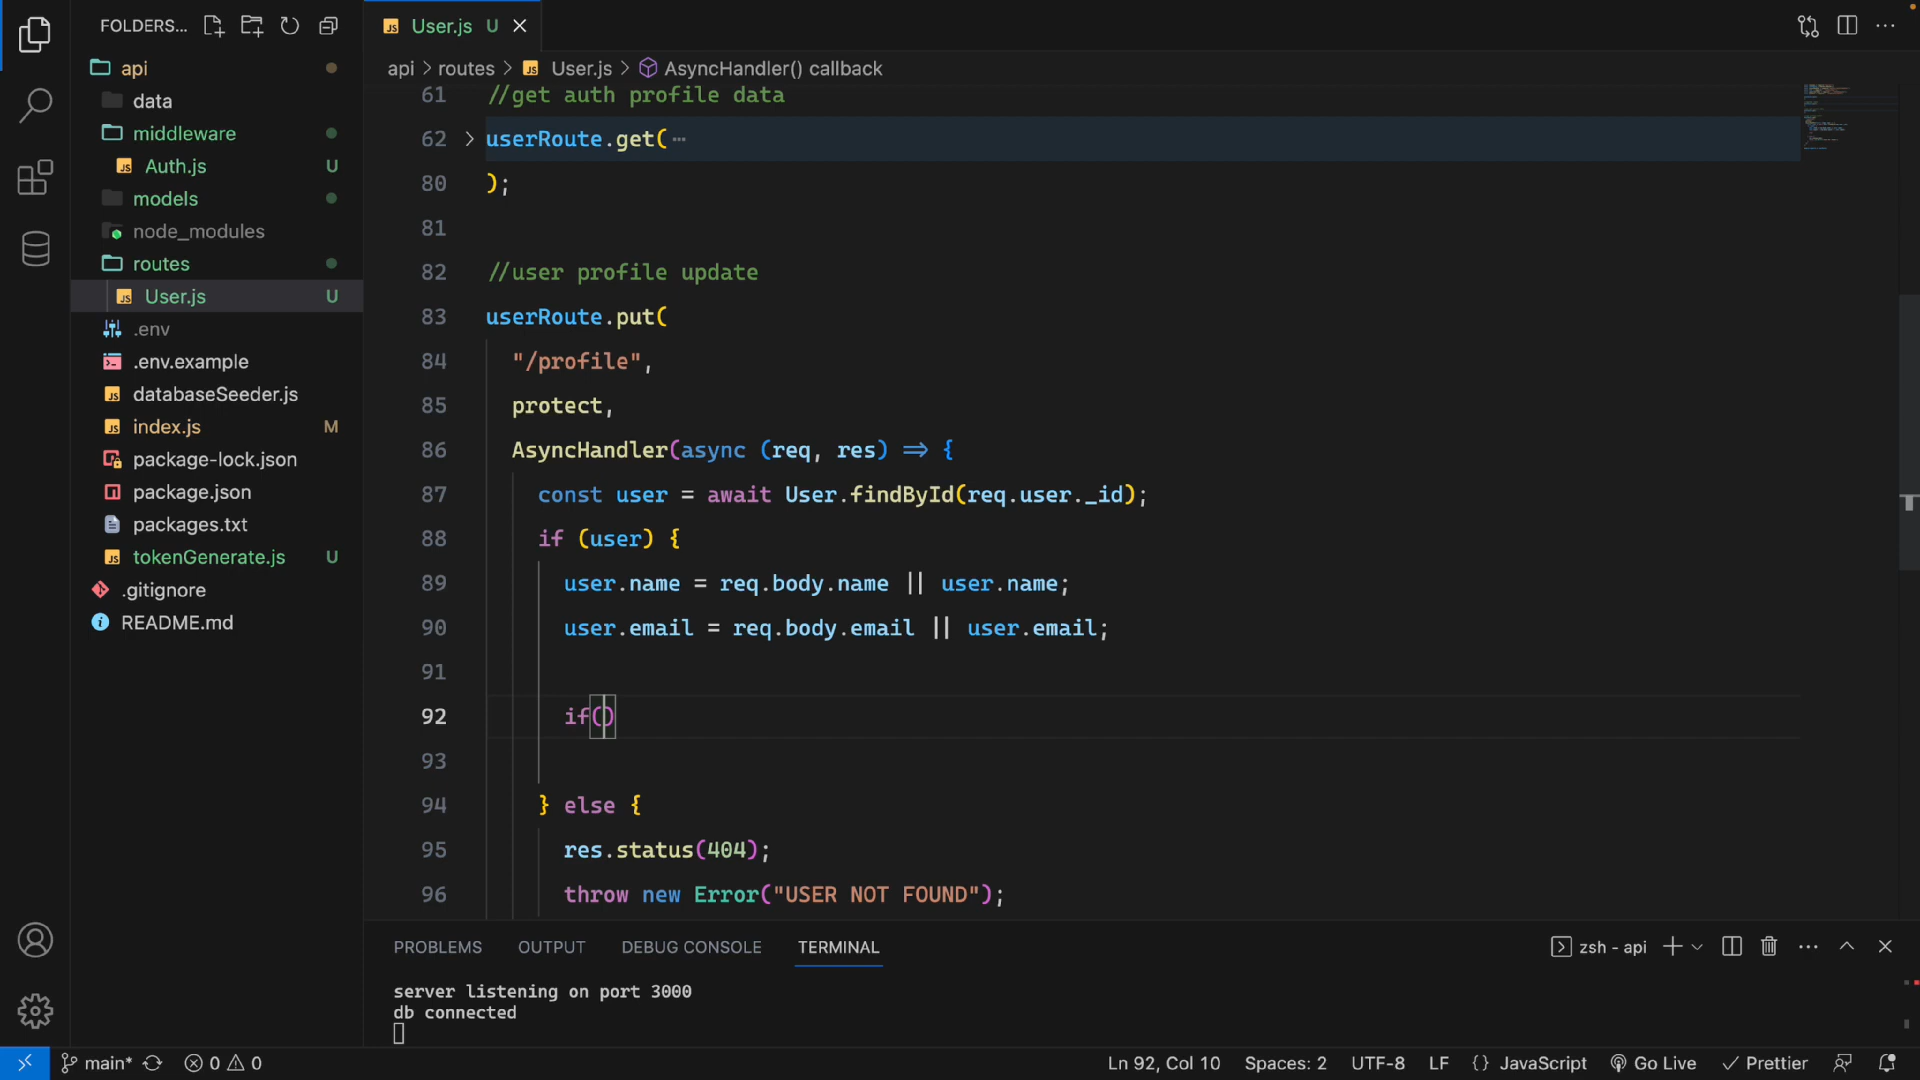 FOLDERS...
User.js U
api
data
middleware
Auth.js U
models
node_modules
routes
User.js U
.env
.env.example
databaseSeeder.js
index.js M
package-lock.json
package.json
packages.txt
tokenGenerate.js U
.gitignore
README.md
api > routes > User.js > AsyncHandler() callback
61 //get auth profile data
62 userRoute.get( ⋯
80 );
81
82 //user profile update
83 userRoute.put(
84 "/profile",
85 protect,
86 AsyncHandler(async (req, res) => {
87 const user = await User.findById(req.user._id);
88 if (user) {
89 user.name = req.body.name || user.name;
90 user.email = req.body.email || user.email;
91
92 if()
93
94 } else {
95 res.status(404);
96 throw new Error("USER NOT FOUND");
PROBLEMS OUTPUT DEBUG CONSOLE TERMINAL
zsh - api
server listening on port 3000
db connected
main* 0 0
Ln 92, Col 10 Spaces: 2 UTF-8 LF {} JavaScript Go Live Prettier